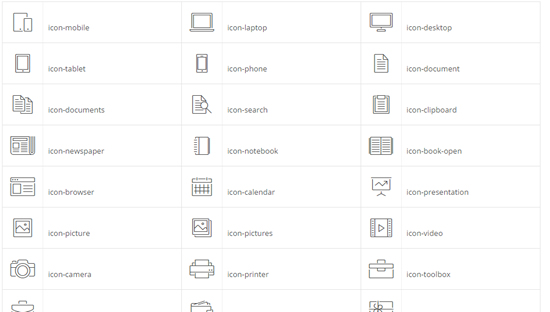 icon-mobile icon-laptop icon-desktop
icon-tablet icon-phone icon-document
icon-documents icon-search icon-clipboard
icon-newspaper icon-notebook icon-book-open
icon-browser icon-calendar icon-presentation
icon-picture icon-pictures icon-video
icon-camera icon-printer icon-toolbox